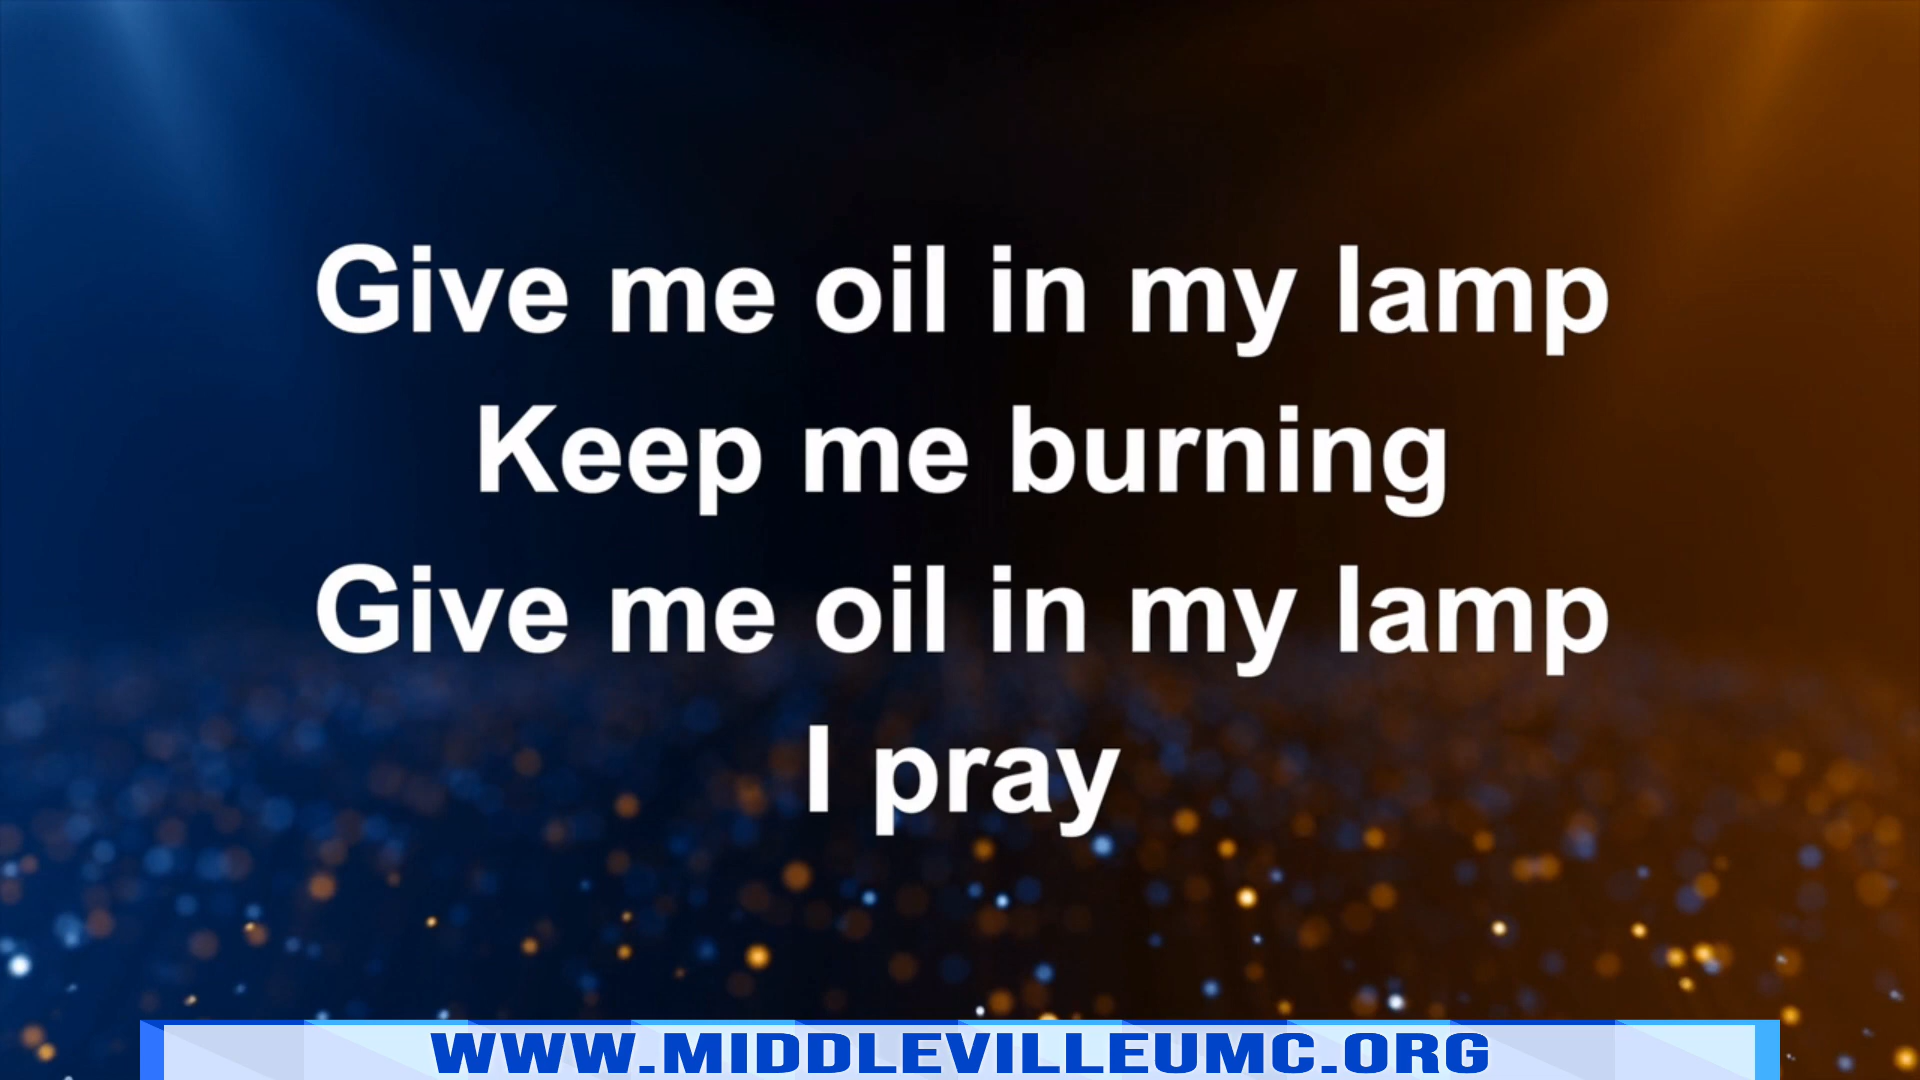 Give me oil in my lamp
Keep me burning
Give me oil in my lamp
I pray
WWW.MIDDLEVILLEUMC.ORG